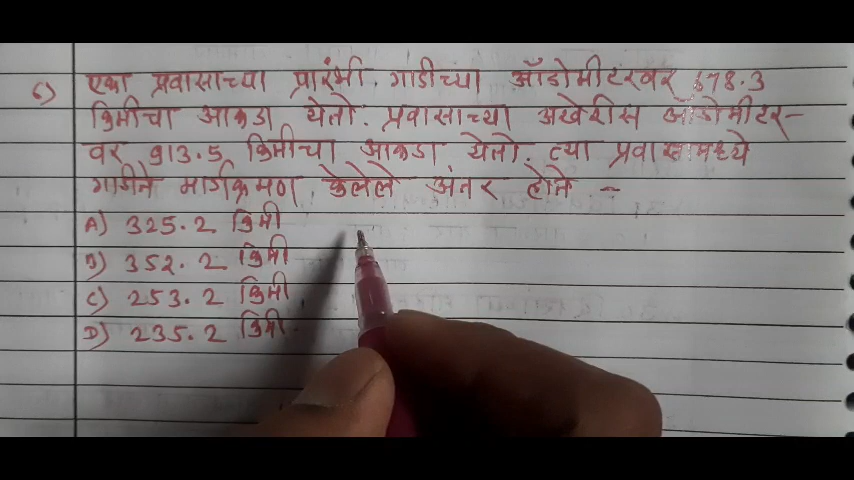 6) एका प्रवासाच्या प्रारंभी गाडीच्या ऑडोमीटरवर 678.3
किमीचा आकडा येतो. प्रवासाच्या अखेरीस ऑडोमीटर-
वर 913.5 किमीचा आकडा येतो. त्या प्रवासामध्ये
गाडीने मार्गक्रमण केलेले अंतर होते -
A) 325.2 किमी
B) 352.2 किमी
C) 253.2 किमी
D) 235.2 किमी